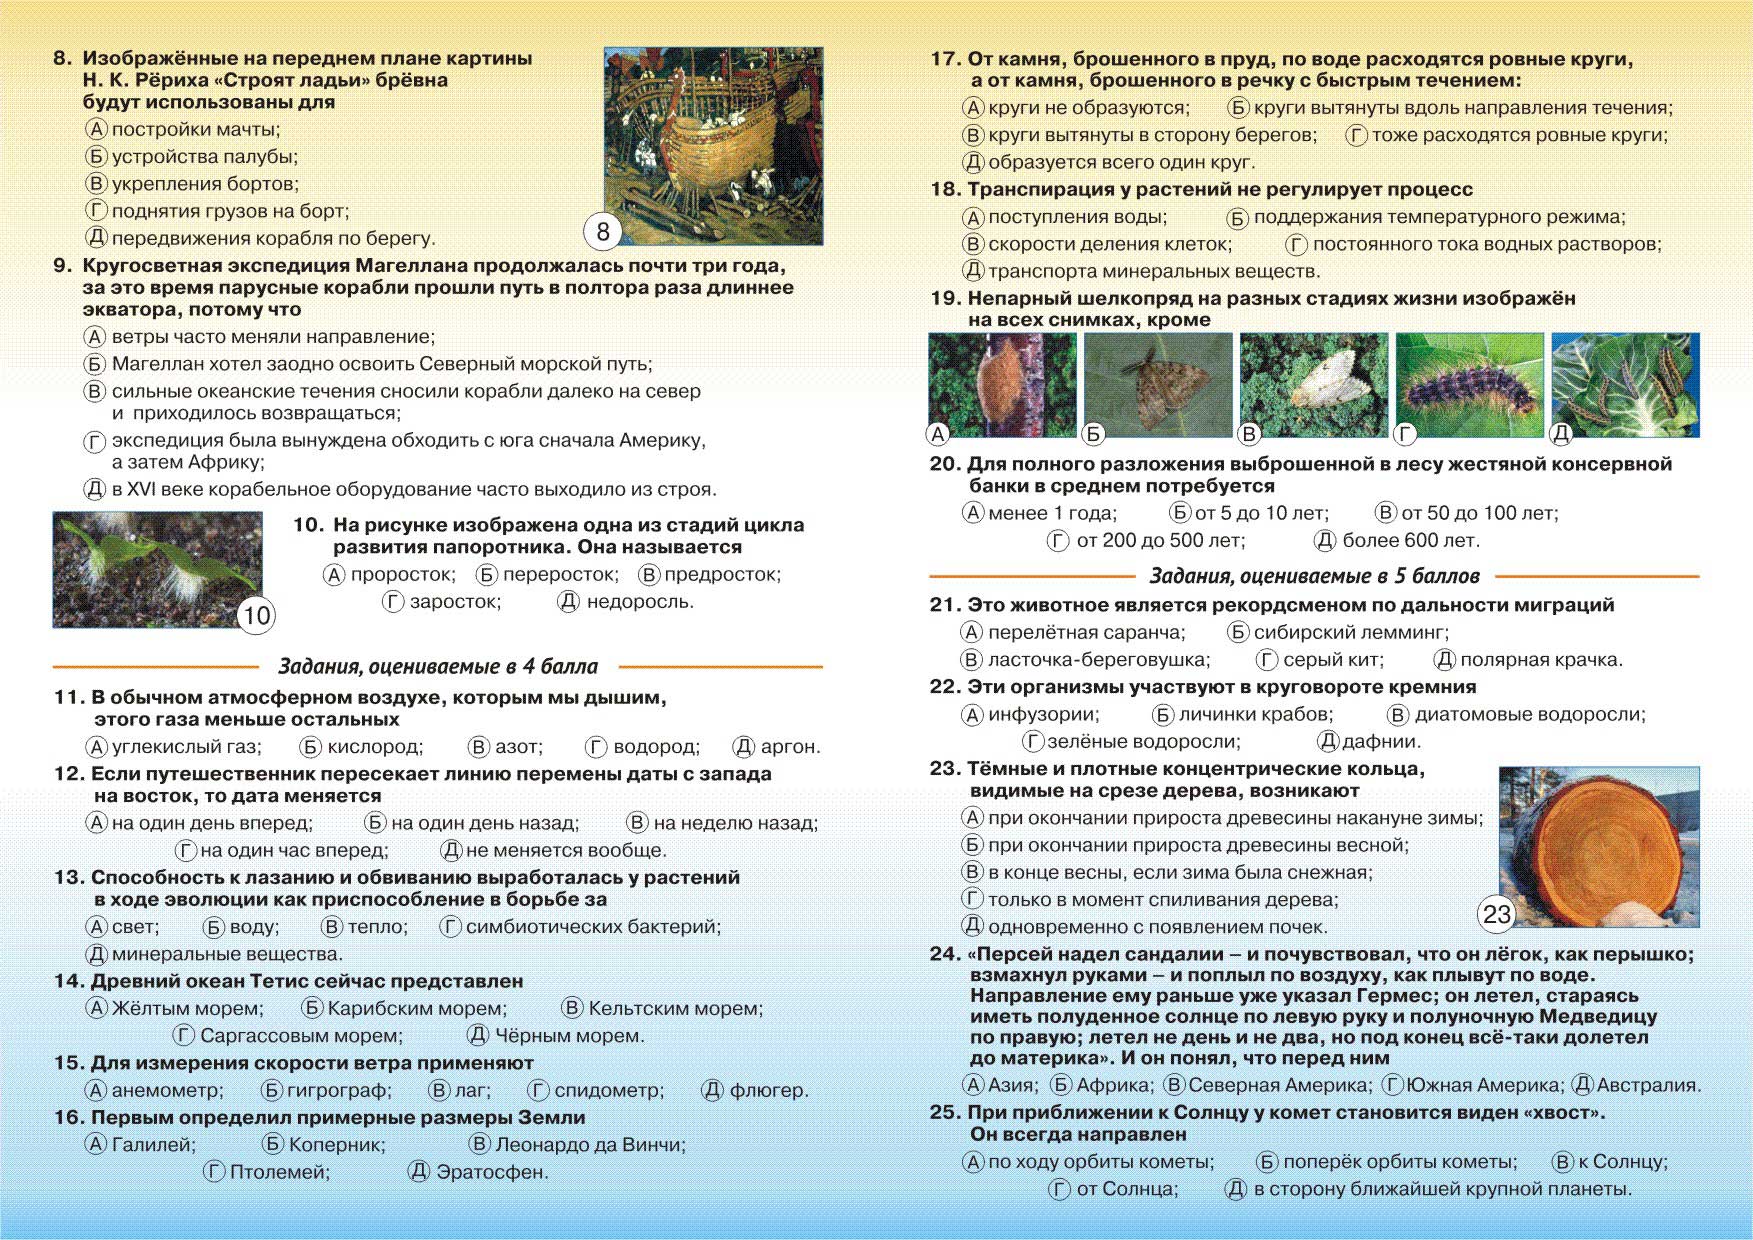 8. Изображённые на переднем плане картины
Н. К. Рёриха «Строят ладьи» брёвна
будут использованы для
А постройки мачты;
Б устройства палубы;
В укрепления бортов;
Г поднятия грузов на борт;
Д передвижения корабля по берегу.
8
9. Кругосветная экспедиция Магеллана продолжалась почти три года,
за это время парусные корабли прошли путь в полтора раза длиннее
экватора, потому что
А ветры часто меняли направление;
Б Магеллан хотел заодно освоить Северный морской путь;
В сильные океанские течения сносили корабли далеко на север
и приходилось возвращаться;
Г экспедиция была вынуждена обходить с юга сначала Америку,
а затем Африку;
Д в XVI веке корабельное оборудование часто выходило из строя.
10
10. На рисунке изображена одна из стадий цикла
развития папоротника. Она называется
А проросток; Б переросток; В предросток;
Г заросток; Д недоросль.
Задания, оцениваемые в 4 балла
11. В обычном атмосферном воздухе, которым мы дышим,
этого газа меньше остальных
А углекислый газ; Б кислород; В азот; Г водород; Д аргон.
12. Если путешественник пересекает линию перемены даты с запада
на восток, то дата меняется
А на один день вперед; Б на один день назад; В на неделю назад;
Г на один час вперед; Д не меняется вообще.
13. Способность к лазанию и обвиванию выработалась у растений
в ходе эволюции как приспособление в борьбе за
А свет; Б воду; В тепло; Г симбиотических бактерий;
Д минеральные вещества.
14. Древний океан Тетис сейчас представлен
А Жёлтым морем; Б Карибским морем; В Кельтским морем;
Г Саргассовым морем; Д Чёрным морем.
15. Для измерения скорости ветра применяют
А анемометр; Б гигрограф; В лаг; Г спидометр; Д флюгер.
16. Первым определил примерные размеры Земли
А Галилей; Б Коперник; В Леонардо да Винчи;
Г Птолемей; Д Эратосфен.
17. От камня, брошенного в пруд, по воде расходятся ровные круги,
а от камня, брошенного в речку с быстрым течением:
А круги не образуются; Б круги вытянуты вдоль направления течения;
В круги вытянуты в сторону берегов; Г тоже расходятся ровные круги;
Д образуется всего один круг.
18. Транспирация у растений не регулирует процесс
А поступления воды; Б поддержания температурного режима;
В скорости деления клеток; Г постоянного тока водных растворов;
Д транспорта минеральных веществ.
19. Непарный шелкопряд на разных стадиях жизни изображён
на всех снимках, кроме
А Б В Г Д
20. Для полного разложения выброшенной в лесу жестяной консервной
банки в среднем потребуется
А менее 1 года; Б от 5 до 10 лет; В от 50 до 100 лет;
Г от 200 до 500 лет; Д более 600 лет.
Задания, оцениваемые в 5 баллов
21. Это животное является рекордсменом по дальности миграций
А перелётная саранча; Б сибирский лемминг;
В ласточка-береговушка; Г серый кит; Д полярная крачка.
22. Эти организмы участвуют в круговороте кремния
А инфузории; Б личинки крабов; В диатомовые водоросли;
Г зелёные водоросли; Д дафнии.
23. Тёмные и плотные концентрические кольца,
видимые на срезе дерева, возникают
А при окончании прироста древесины накануне зимы;
Б при окончании прироста древесины весной;
В в конце весны, если зима была снежная;
Г только в момент спиливания дерева;
Д одновременно с появлением почек.
23
24. «Персей надел сандалии – и почувствовал, что он лёгок, как перышко;
взмахнул руками – и поплыл по воздуху, как плывут по воде.
Направление ему раньше уже указал Гермес; он летел, стараясь
иметь полуденное солнце по левую руку и полуночную Медведицу
по правую; летел не день и не два, но под конец всё-таки долетел
до материка». И он понял, что перед ним
А Азия; Б Африка; В Северная Америка; Г Южная Америка; Д Австралия.
25. При приближении к Солнцу у комет становится виден «хвост».
Он всегда направлен
А по ходу орбиты кометы; Б поперёк орбиты кометы; В к Солнцу;
Г от Солнца; Д в сторону ближайшей крупной планеты.